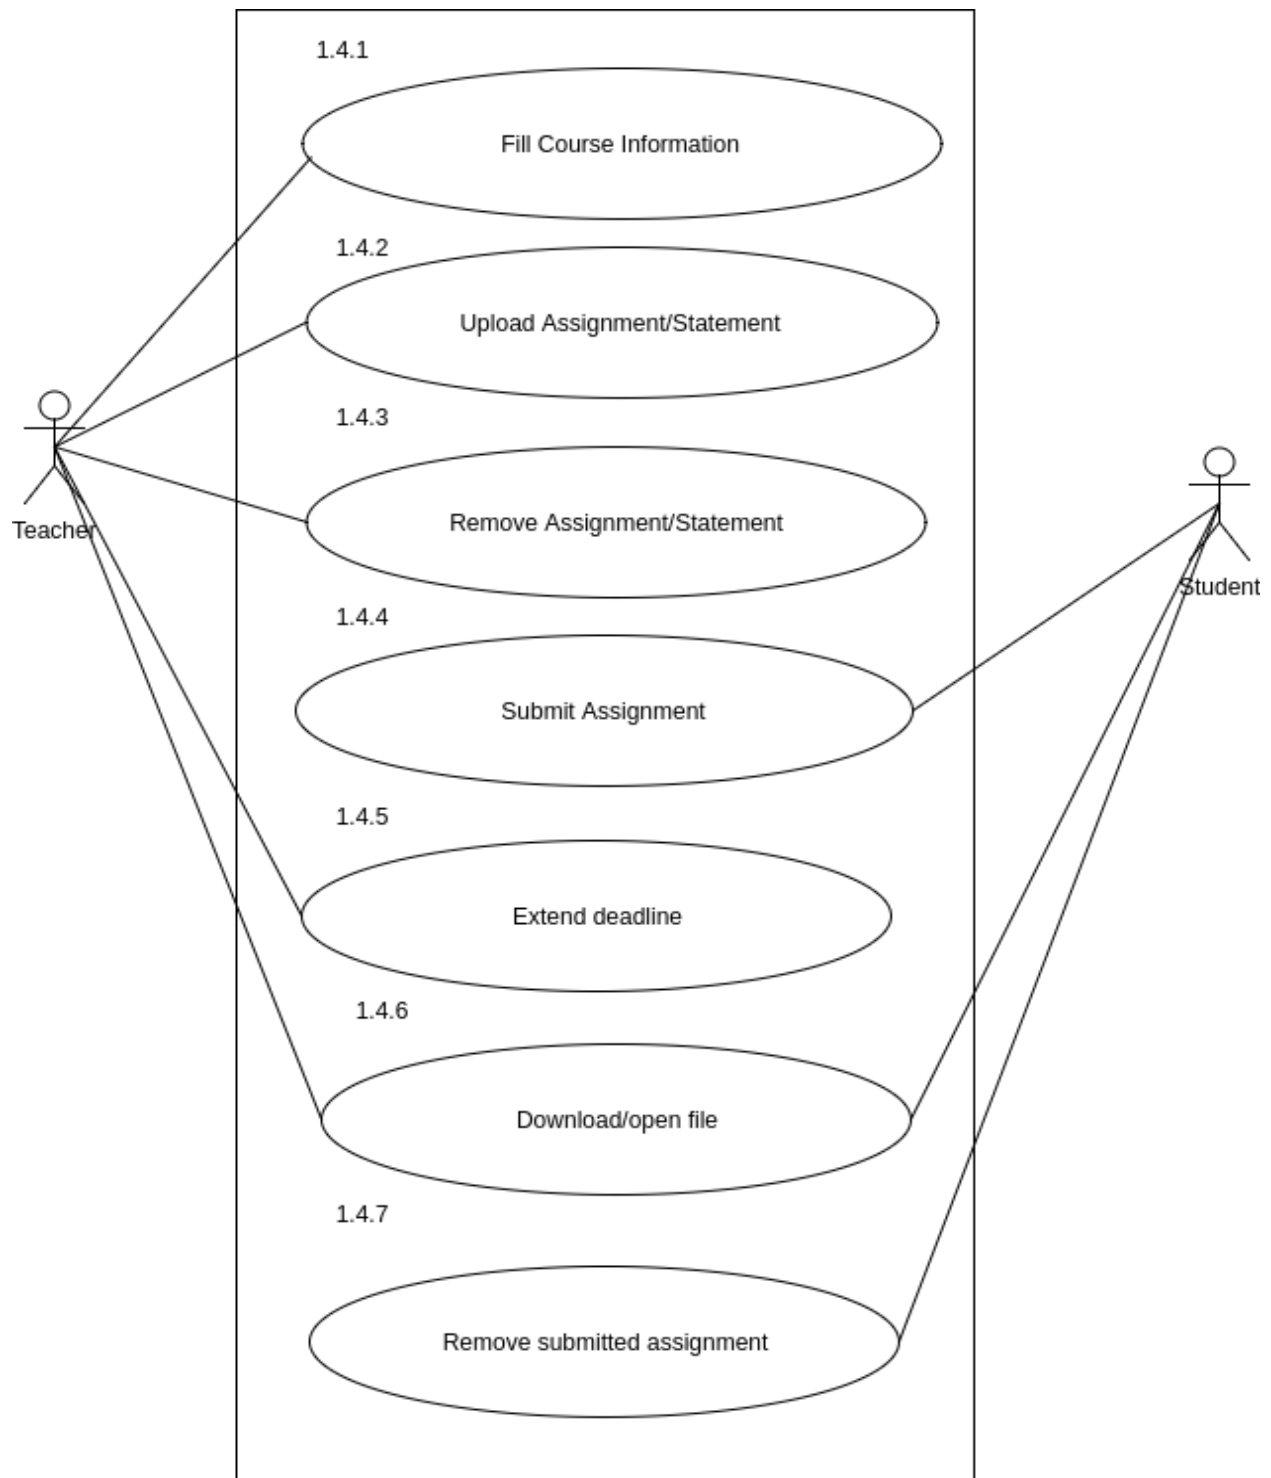 1.4.1
Fill Course Information
1.4.2
Upload Assignment/Statement
1.4.3
Remove Assignment/Statement
Teacher
Student
1.4.4
Submit Assignment
1.4.5
Extend deadline
1.4.6
Download/open file
1.4.7
Remove submitted assignment